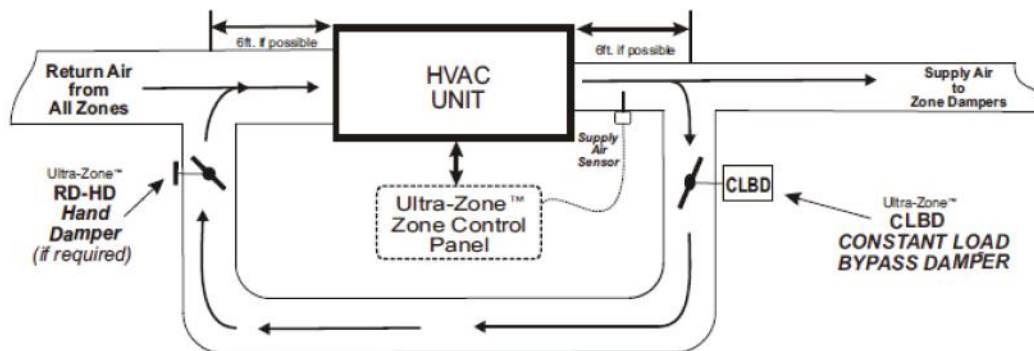 6ft. If possible
6ft. if possible
Return Air
from
All Zones
HVAC
UNIT
Supply Air
to
Zone Dampers
Supply
Air
Sensor
Ultra-Zone™
RD-HD
Hand
Damper
(if required)
Ultra-Zone™
Zone Control
Panel
CLBD
Ultra-Zone™
CLBD
CONSTANT LOAD
BYPASS DAMPER